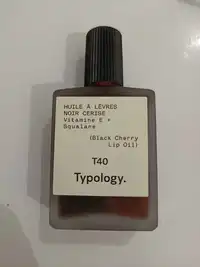 HUILE À LÈVRES
NOIR CERISE
Vitamine E +
Squalane
(Black Cherry
Lip Oil)
T40
Typology.